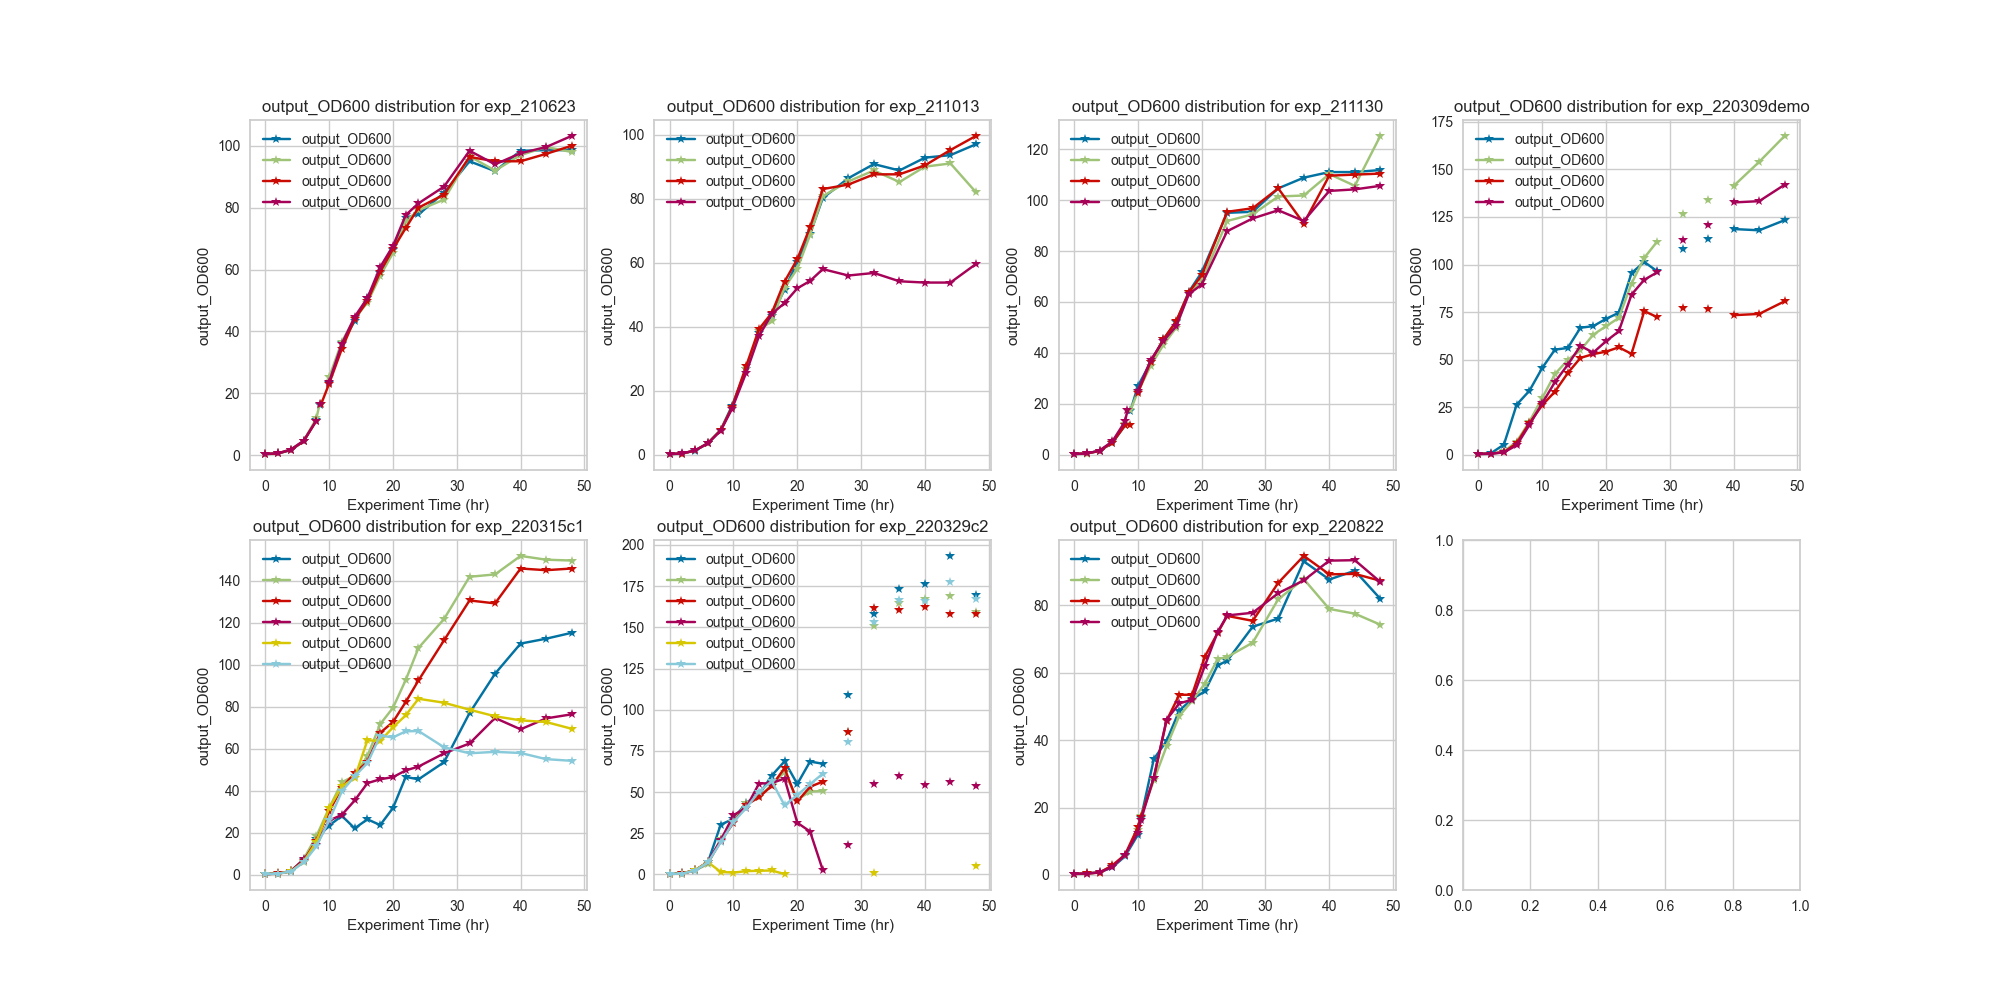 output_OD600 distribution for exp_210623
output_OD600
output_OD600
output_OD600
output_OD600
100
80
60
40
20
0
output_OD600
0 10 20 30 40 50
Experiment Time (hr)
output_OD600 distribution for exp_211013
output_OD600
output_OD600
output_OD600
output_OD600
100
80
60
40
20
0
output_OD600
0 10 20 30 40 50
Experiment Time (hr)
output_OD600 distribution for exp_211130
output_OD600
output_OD600
output_OD600
output_OD600
120
100
80
60
40
20
0
output_OD600
0 10 20 30 40 50
Experiment Time (hr)
output_OD600 distribution for exp_220309demo
output_OD600
output_OD600
output_OD600
output_OD600
175
150
125
100
75
50
25
0
output_OD600
0 10 20 30 40 50
Experiment Time (hr)
output_OD600 distribution for exp_220315c1
output_OD600
output_OD600
output_OD600
output_OD600
output_OD600
output_OD600
140
120
100
80
60
40
20
0
output_OD600
0 10 20 30 40 50
Experiment Time (hr)
output_OD600 distribution for exp_220329c2
output_OD600
output_OD600
output_OD600
output_OD600
output_OD600
output_OD600
200
175
150
125
100
75
50
25
0
output_OD600
0 10 20 30 40 50
Experiment Time (hr)
output_OD600 distribution for exp_220822
output_OD600
output_OD600
output_OD600
output_OD600
80
60
40
20
0
output_OD600
0 10 20 30 40 50
Experiment Time (hr)
1.0
0.8
0.6
0.4
0.2
0.0
0.0 0.2 0.4 0.6 0.8 1.0